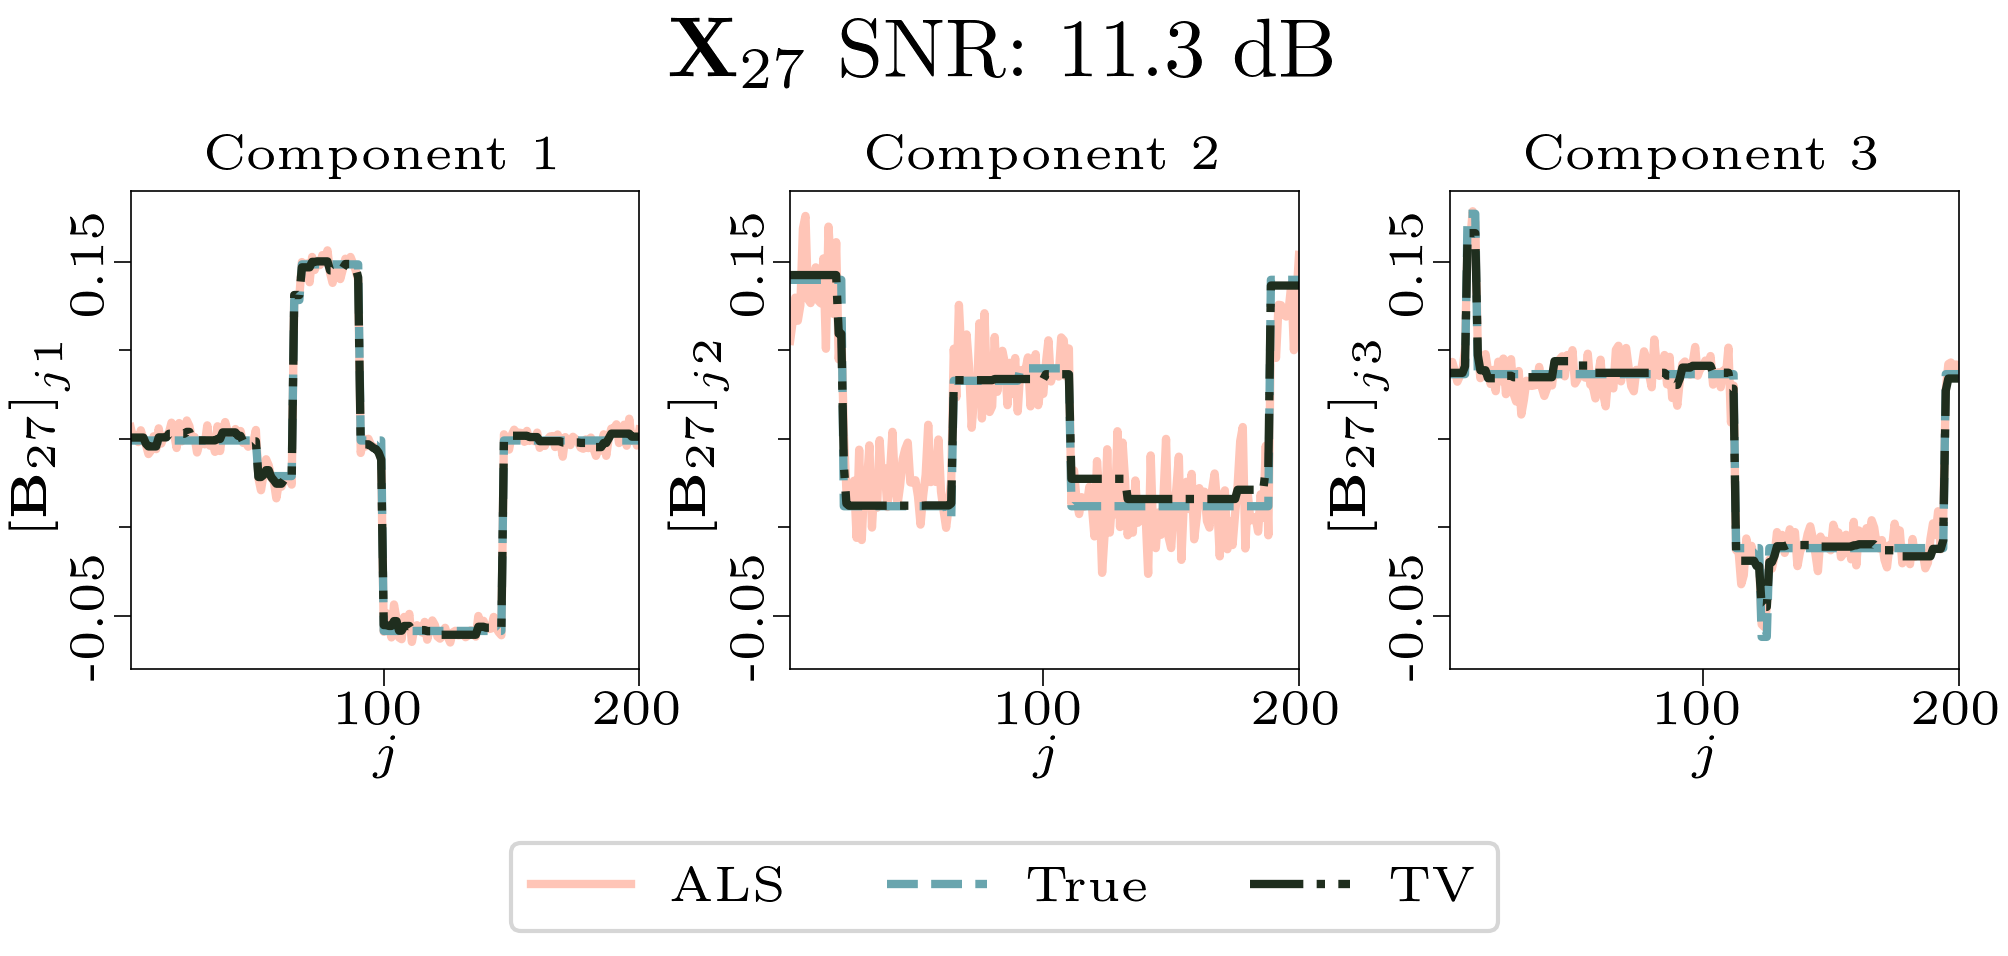 X₂₇ SNR: 11.3 dB
Component 1
Component 2
Component 3
[B₂₇]ⱼ₁
0.15
-0.05
100
200
j
[B₂₇]ⱼ₂
0.15
-0.05
100
200
j
[B₂₇]ⱼ₃
0.15
-0.05
100
200
j
ALS True TV